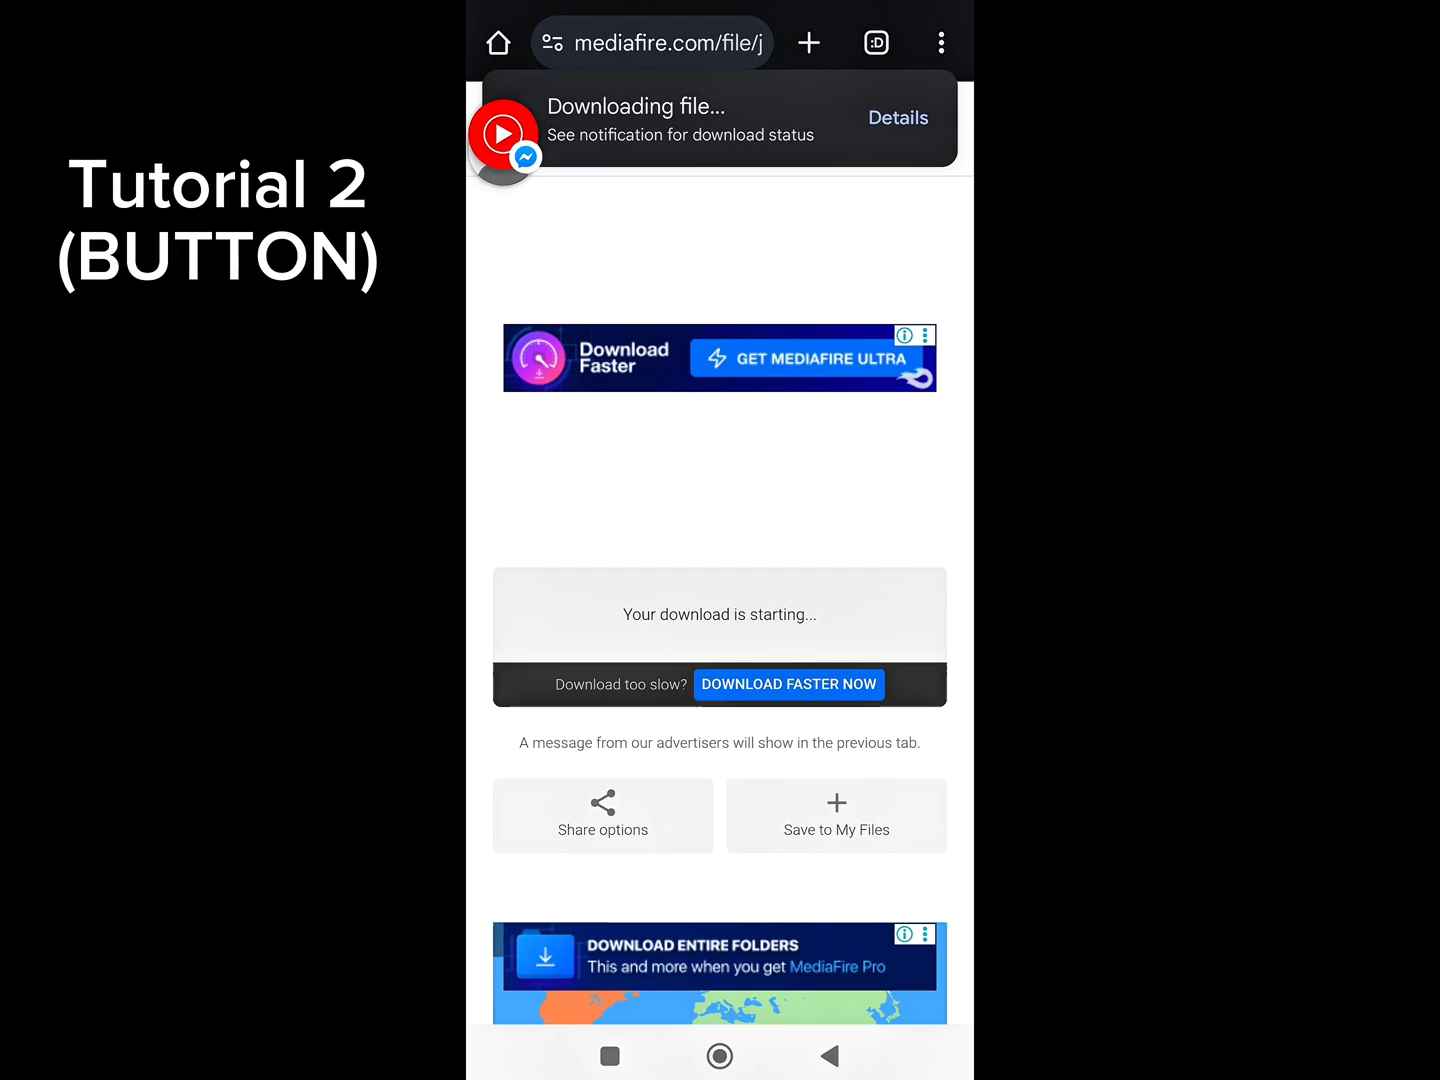 Tutorial 2
(BUTTON)
mediafire.com/file/j
:D
Downloading file...
See notification for download status
Details
Download
Faster
GET MEDIAFIRE ULTRA
Your download is starting...
Download too slow?
DOWNLOAD FASTER NOW
A message from our advertisers will show in the previous tab.
Share options
Save to My Files
DOWNLOAD ENTIRE FOLDERS
This and more when you get MediaFire Pro